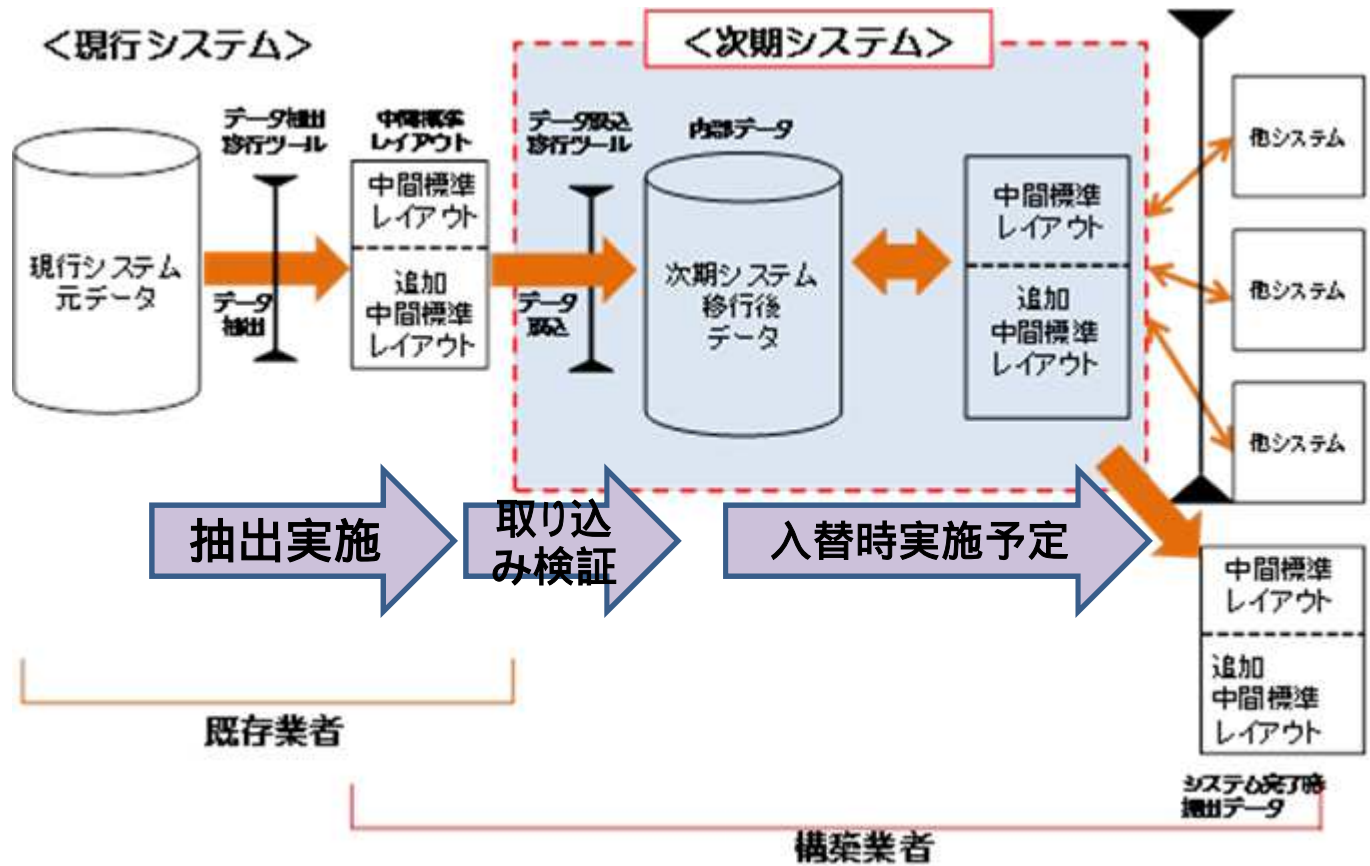 <現行システム>
<次期システム>
データ抽出
移行ツール
中間標準
レイアウト
データ取込
移行ツール
内部データ
現行システム
元データ
データ
抽出
中間標準
レイアウト
追加
中間標準
レイアウト
データ
取込
次期システム
移行後
データ
中間標準
レイアウト
追加
中間標準
レイアウト
他システム
他システム
他システム
抽出実施
取り込
み検証
入替時実施予定
中間標準
レイアウト
追加
中間標準
レイアウト
システム完了時
抽出データ
既存業者
構築業者